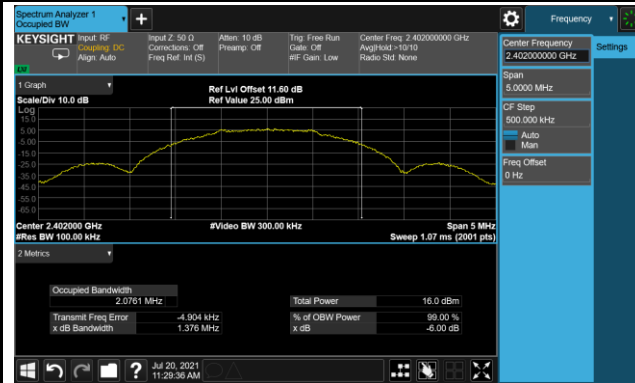 Spectrum Analyzer 1
Occupied BW
Frequency
KEYSIGHT
Input: RF
Coupling: DC
Align: Auto
Input Z: 50 Ω
Corrections: Off
Freq Ref: Int (S)
Atten: 10 dB
Preamp: Off
Trig: Free Run
Gate: Off
#IF Gain: Low
Center Freq: 2.402000000 GHz
Avg|Hold:>10/10
Radio Std: None
Center Frequency
2.402000000 GHz
Settings
Span
5.0000 MHz
CF Step
500.000 kHz
Auto
Man
Freq Offset
0 Hz
1 Graph
Scale/Div 10.0 dB
Ref Lvl Offset 11.60 dB
Ref Value 25.00 dBm
Log
15.0
5.00
-5.00
-15.0
-25.0
-35.0
-45.0
-55.0
-65.0
Center 2.402000 GHz
#Video BW 300.00 kHz
Span 5 MHz
#Res BW 100.00 kHz
Sweep 1.07 ms (2001 pts)
2 Metrics
Occupied Bandwidth
2.0761 MHz
Total Power 16.0 dBm
Transmit Freq Error -4.904 kHz
% of OBW Power 99.00 %
x dB Bandwidth 1.376 MHz
x dB -6.00 dB
Jul 20, 2021
11:29:36 AM